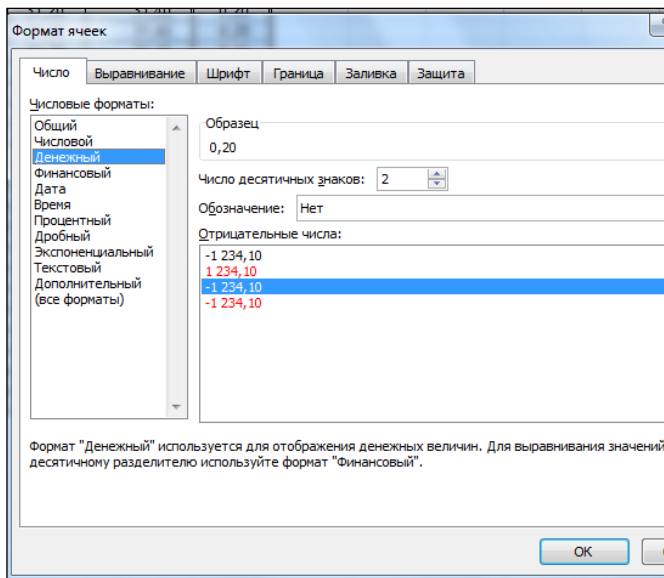 Формат ячеек
Число Выравнивание Шрифт Граница Заливка Защита
Числовые форматы:
Общий
Числовой
Денежный
Финансовый
Дата
Время
Процентный
Дробный
Экспоненциальный
Текстовый
Дополнительный
(все форматы)
Образец
0,20
Число десятичных знаков: 2
Обозначение: Нет
Отрицательные числа:
-1 234,10
1 234,10
-1 234,10
-1 234,10
Формат "Денежный" используется для отображения денежных величин. Для выравнивания значений
десятичному разделителю используйте формат "Финансовый".
OK